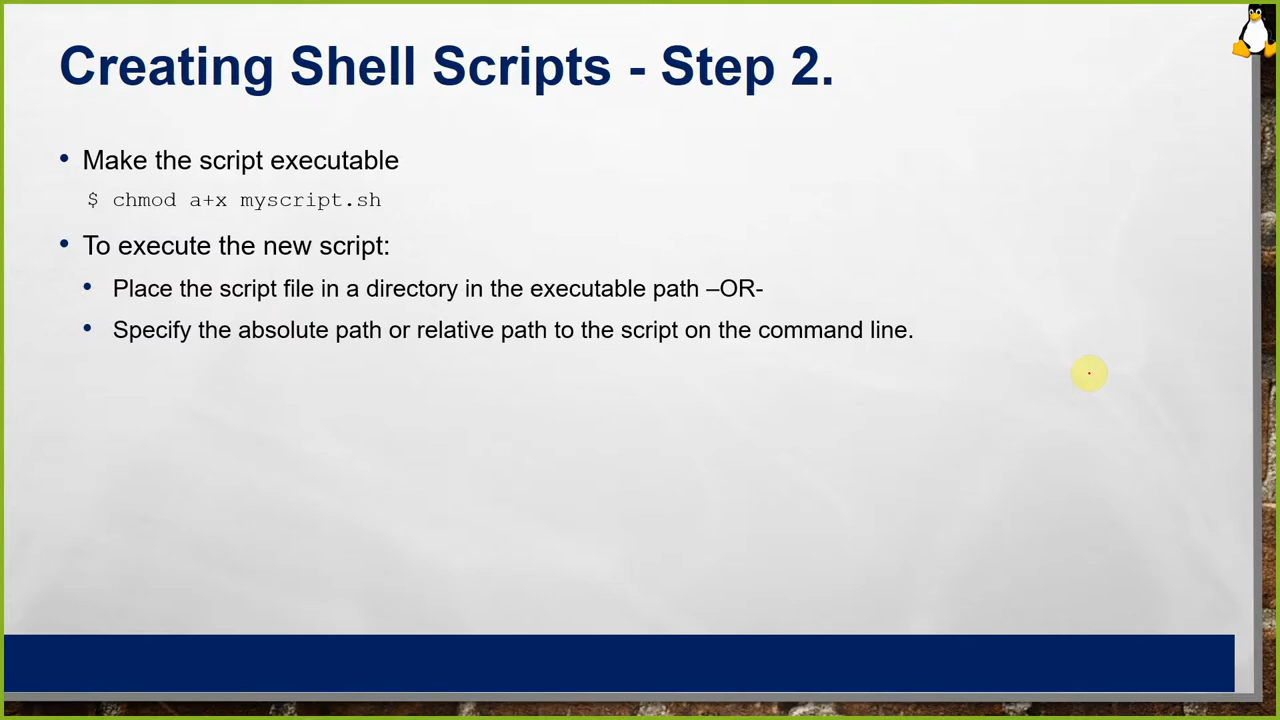 Creating Shell Scripts - Step 2.
• Make the script executable
$ chmod a+x myscript.sh
• To execute the new script:
• Place the script file in a directory in the executable path –OR-
• Specify the absolute path or relative path to the script on the command line.